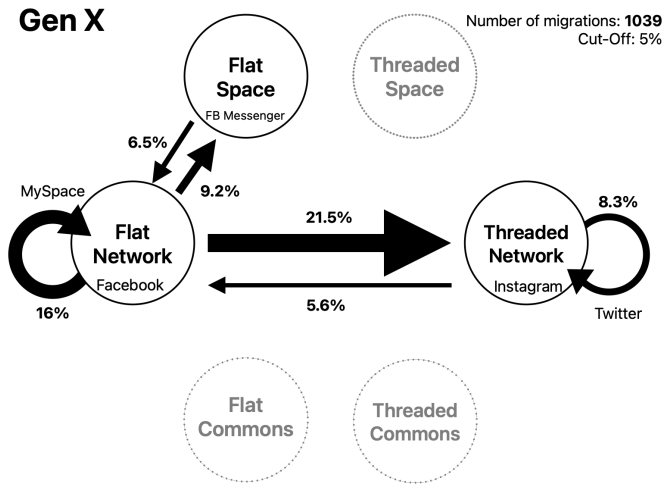 Gen X
Number of migrations: 1039
Cut-Off: 5%
Flat
Space
FB Messenger
Threaded
Space
6.5%
9.2%
MySpace
Flat
Network
Facebook
16%
21.5%
5.6%
Threaded
Network
Instagram
8.3%
Twitter
Flat
Commons
Threaded
Commons